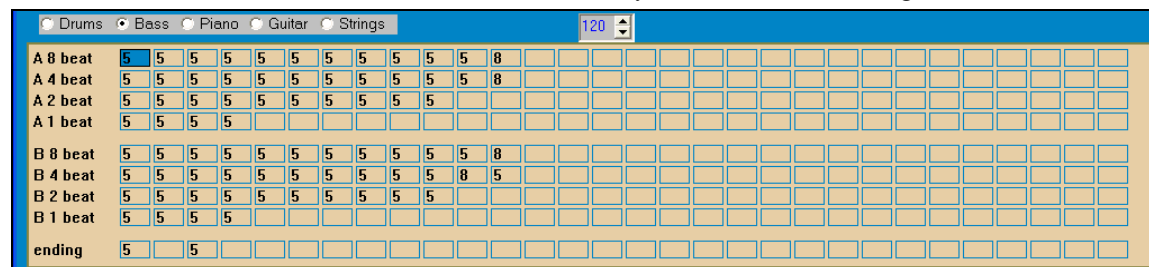 Drums Bass Piano Guitar Strings 120
A 8 beat 5 5 5 5 5 5 5 5 5 5 5 8
A 4 beat 5 5 5 5 5 5 5 5 5 5 5 8
A 2 beat 5 5 5 5 5 5 5 5 5 5
A 1 beat 5 5 5 5
B 8 beat 5 5 5 5 5 5 5 5 5 5 5 8
B 4 beat 5 5 5 5 5 5 5 5 5 5 8 5
B 2 beat 5 5 5 5 5 5 5 5 5 5
B 1 beat 5 5 5 5
ending 5 5